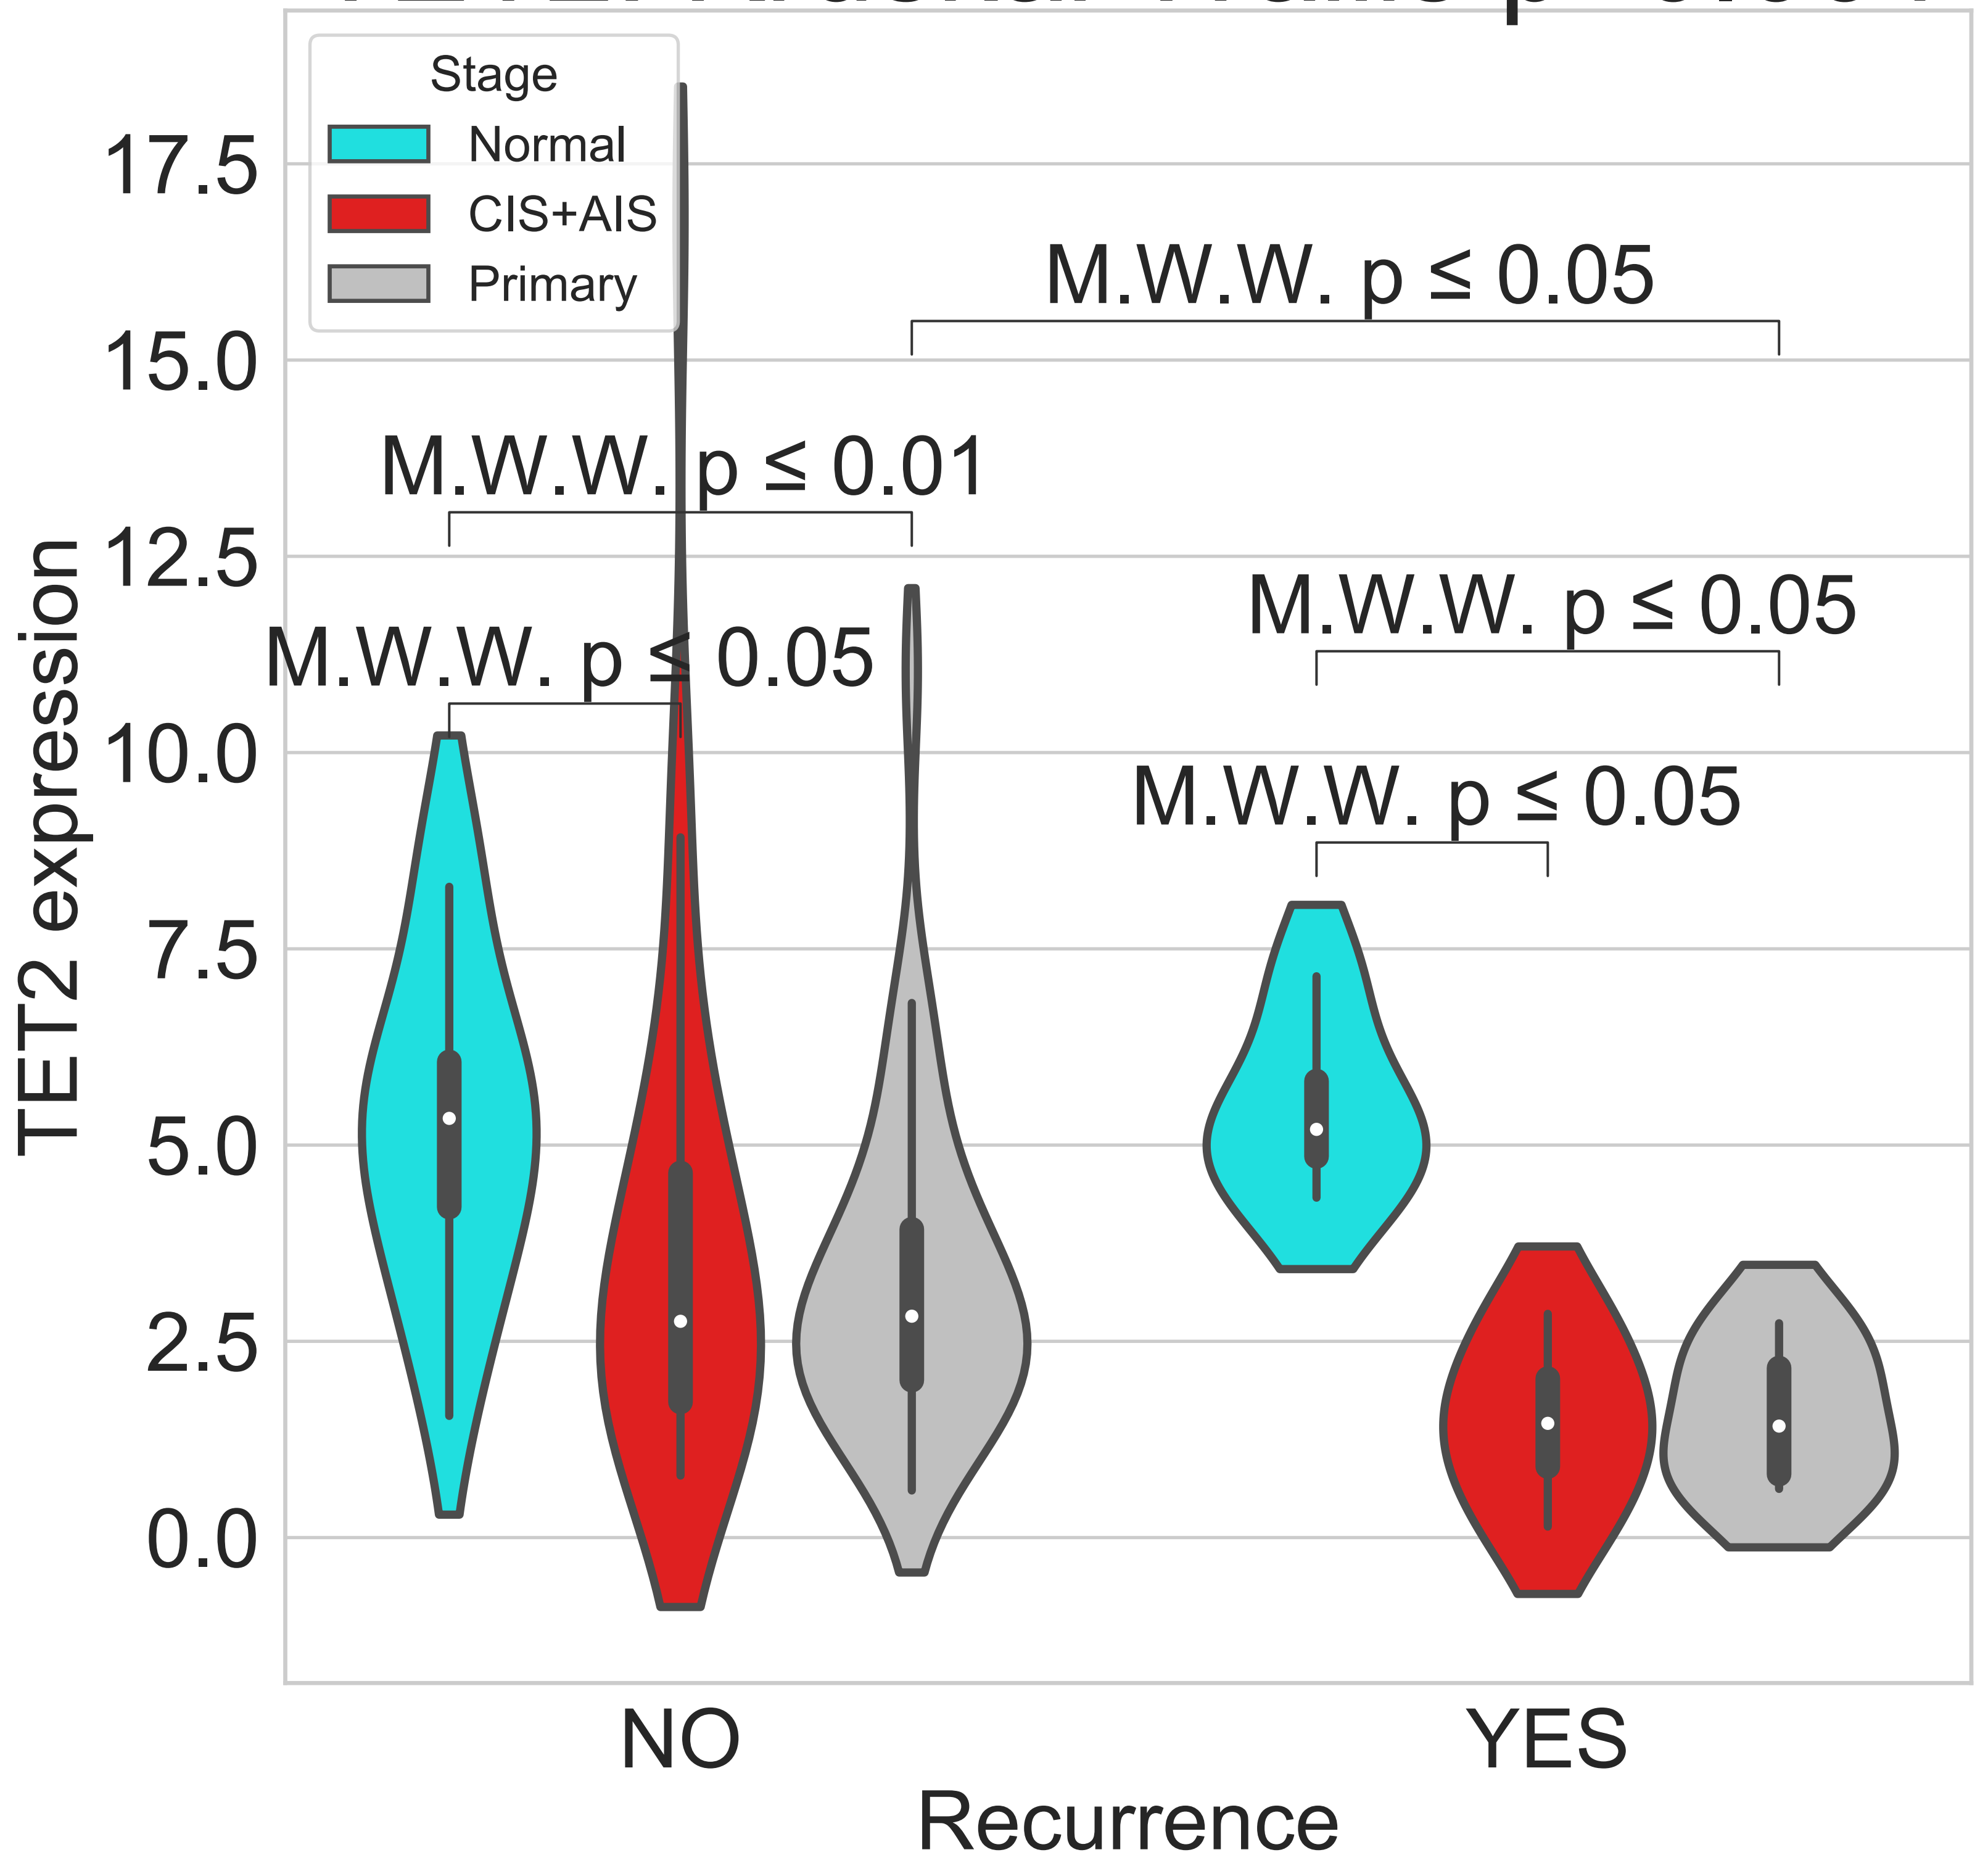 Stage
Normal
CIS+AIS
Primary
17.5
15.0
12.5
10.0
7.5
5.0
2.5
0.0
TET2 expression
M.W.W. p ≤ 0.05
M.W.W. p ≤ 0.01
M.W.W. p ≤ 0.05
M.W.W. p ≤ 0.05
M.W.W. p ≤ 0.05
NO
YES
Recurrence